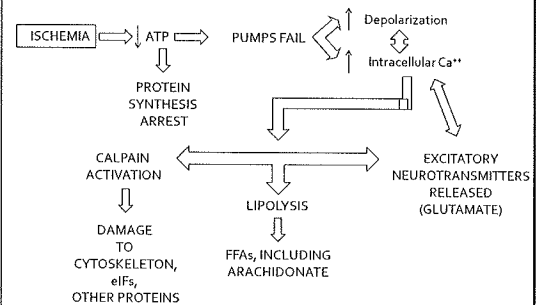 Depolarization
ISCHEMIA
ATP
PUMPS FAIL
Intracellular Ca++
PROTEIN
SYNTHESIS
ARREST
CALPAIN
ACTIVATION
EXCITATORY
NEUROTRANSMITTERS
RELEASED
(GLUTAMATE)
LIPOLYSIS
DAMAGE
TO
CYTOSKELETON,
eIFs,
OTHER PROTEINS
FFAs, INCLUDING
ARACHIDONATE